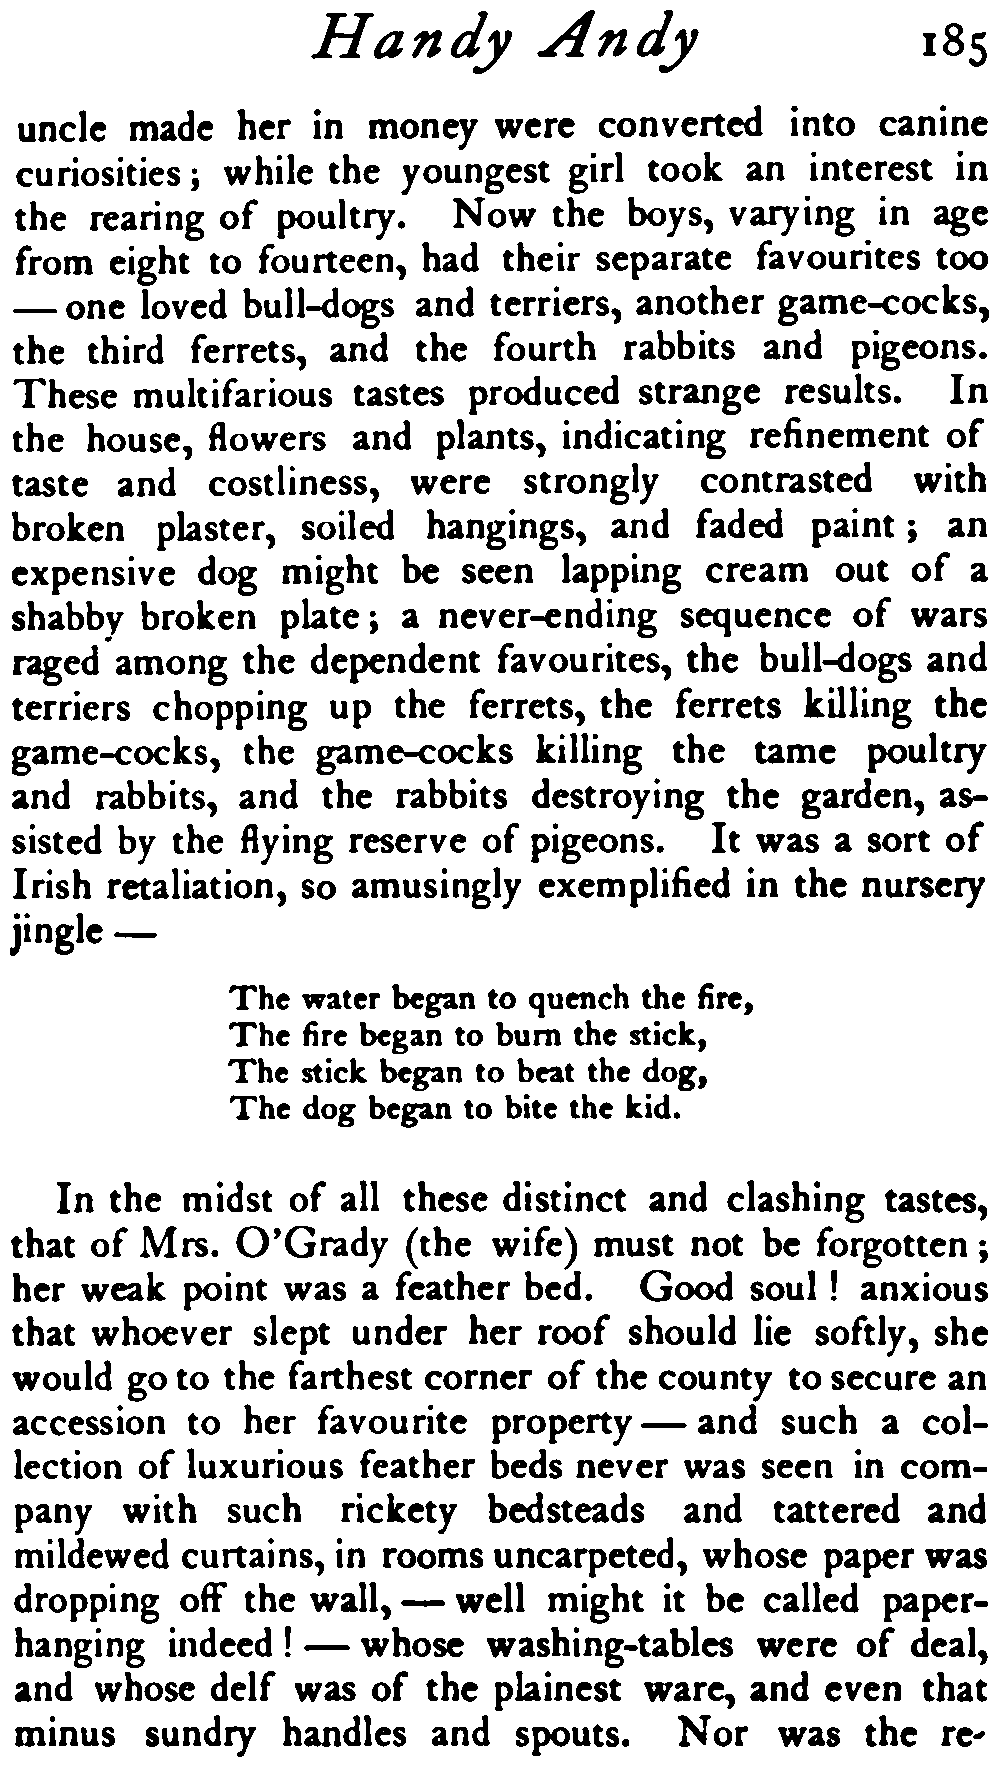 Handy Andy 185
uncle made her in money were converted into canine
curiosities; while the youngest girl took an interest in
the rearing of poultry. Now the boys, varying in age
from eight to fourteen, had their separate favourites too
— one loved bull-dogs and terriers, another game-cocks,
the third ferrets, and the fourth rabbits and pigeons.
These multifarious tastes produced strange results. In
the house, flowers and plants, indicating refinement of
taste and costliness, were strongly contrasted with
broken plaster, soiled hangings, and faded paint; an
expensive dog might be seen lapping cream out of a
shabby broken plate; a never-ending sequence of wars
raged among the dependent favourites, the bull-dogs and
terriers chopping up the ferrets, the ferrets killing the
game-cocks, the game-cocks killing the tame poultry
and rabbits, and the rabbits destroying the garden, as-
sisted by the flying reserve of pigeons. It was a sort of
Irish retaliation, so amusingly exemplified in the nursery
jingle —
The water began to quench the fire,
The fire began to burn the stick,
The stick began to beat the dog,
The dog began to bite the kid.
In the midst of all these distinct and clashing tastes,
that of Mrs. O'Grady (the wife) must not be forgotten;
her weak point was a feather bed. Good soul! anxious
that whoever slept under her roof should lie softly, she
would go to the farthest corner of the county to secure an
accession to her favourite property — and such a col-
lection of luxurious feather beds never was seen in com-
pany with such rickety bedsteads and tattered and
mildewed curtains, in rooms uncarpeted, whose paper was
dropping off the wall, — well might it be called paper-
hanging indeed! — whose washing-tables were of deal,
and whose delf was of the plainest ware, and even that
minus sundry handles and spouts. Nor was the re-